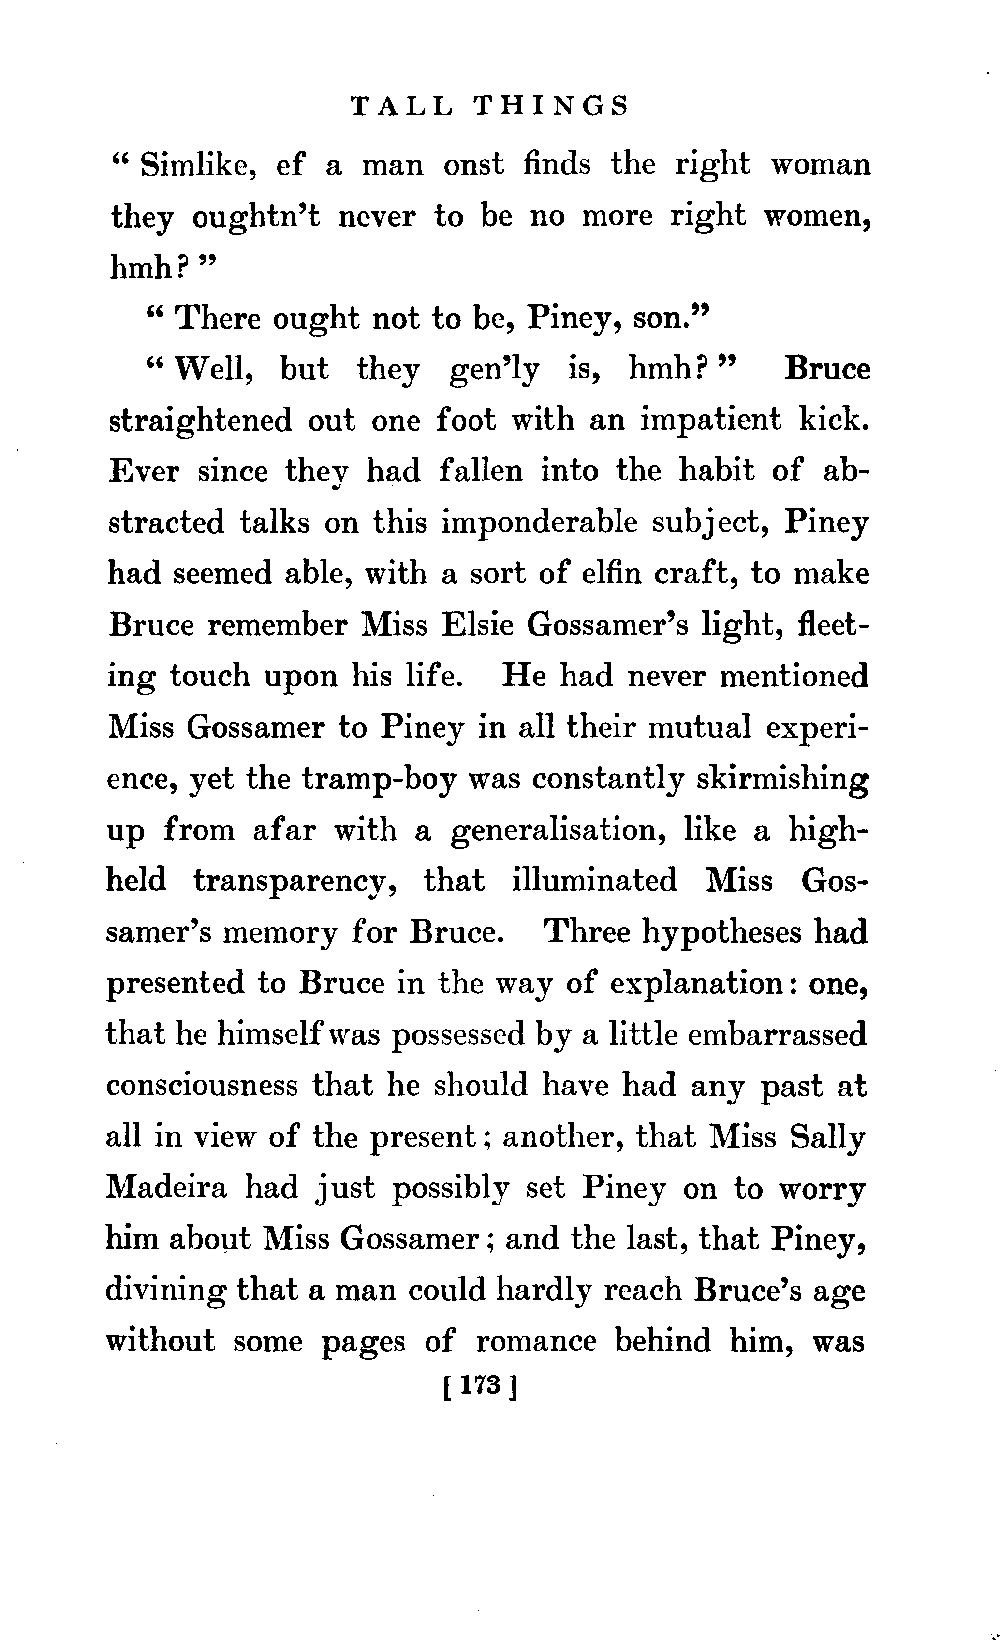 TALL THINGS
“ Simlike, ef a man onst finds the right woman
they oughtn’t never to be no more right women,
hmh? ”
“ There ought not to be, Piney, son.”
“ Well, but they gen’ly is, hmh? ” Bruce
straightened out one foot with an impatient kick.
Ever since they had fallen into the habit of ab-
stracted talks on this imponderable subject, Piney
had seemed able, with a sort of elfin craft, to make
Bruce remember Miss Elsie Gossamer’s light, fleet-
ing touch upon his life. He had never mentioned
Miss Gossamer to Piney in all their mutual experi-
ence, yet the tramp-boy was constantly skirmishing
up from afar with a generalisation, like a high-
held transparency, that illuminated Miss Gos-
samer’s memory for Bruce. Three hypotheses had
presented to Bruce in the way of explanation: one,
that he himself was possessed by a little embarrassed
consciousness that he should have had any past at
all in view of the present; another, that Miss Sally
Madeira had just possibly set Piney on to worry
him about Miss Gossamer; and the last, that Piney,
divining that a man could hardly reach Bruce’s age
without some pages of romance behind him, was
[ 173 ]